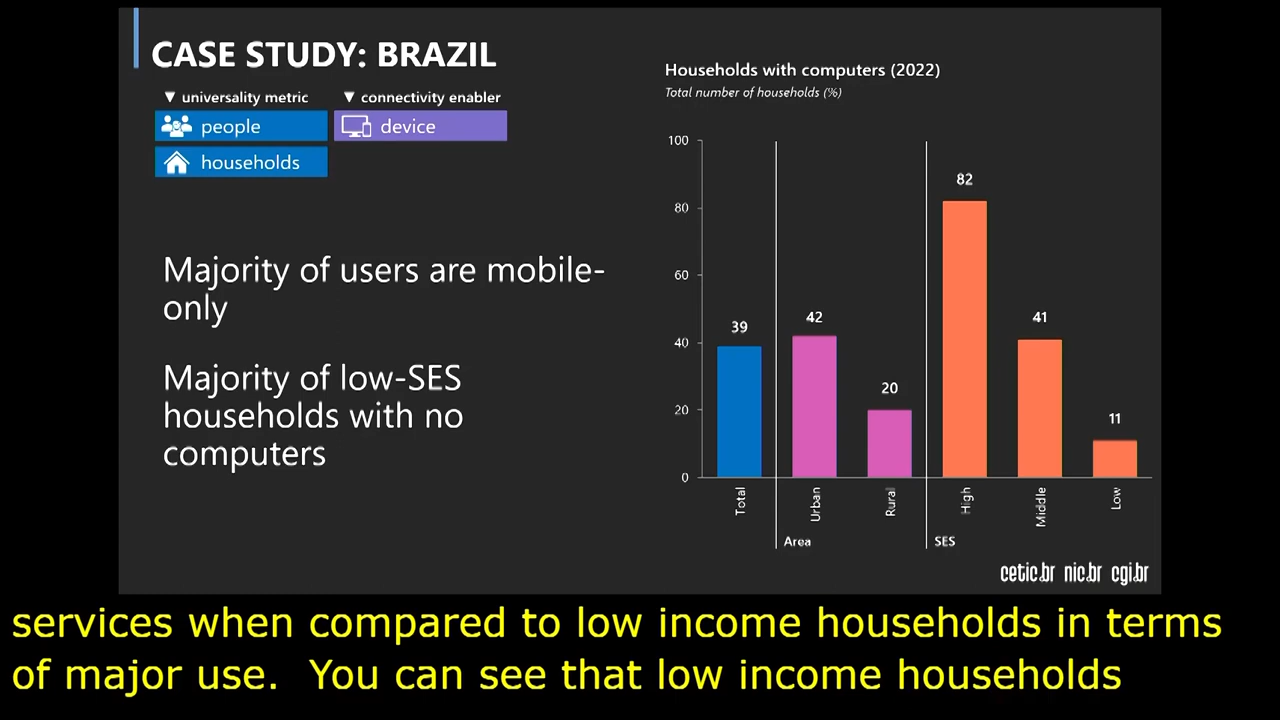 CASE STUDY: BRAZIL
▼ universality metric
▼ connectivity enabler
people
device
households
Majority of users are mobile-
only
Majority of low-SES
households with no
computers
Households with computers (2022)
Total number of households (%)
100
80
60
40
20
0
39
42
20
82
41
11
Total
Urban
Rural
High
Middle
Low
Area
SES
cetic.br nic.br cgi.br
services when compared to low income households in terms
of major use.  You can see that low income households